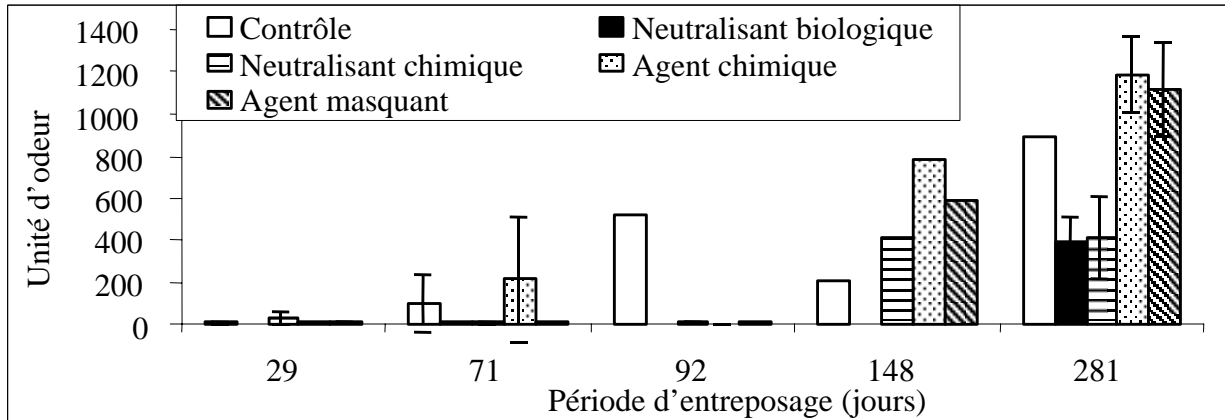 1400
1200
1000
800
600
400
200
0
Unité d'odeur
Contrôle
Neutralisant biologique
Neutralisant chimique
Agent chimique
Agent masquant
29
71
92
148
281
Période d'entreposage (jours)